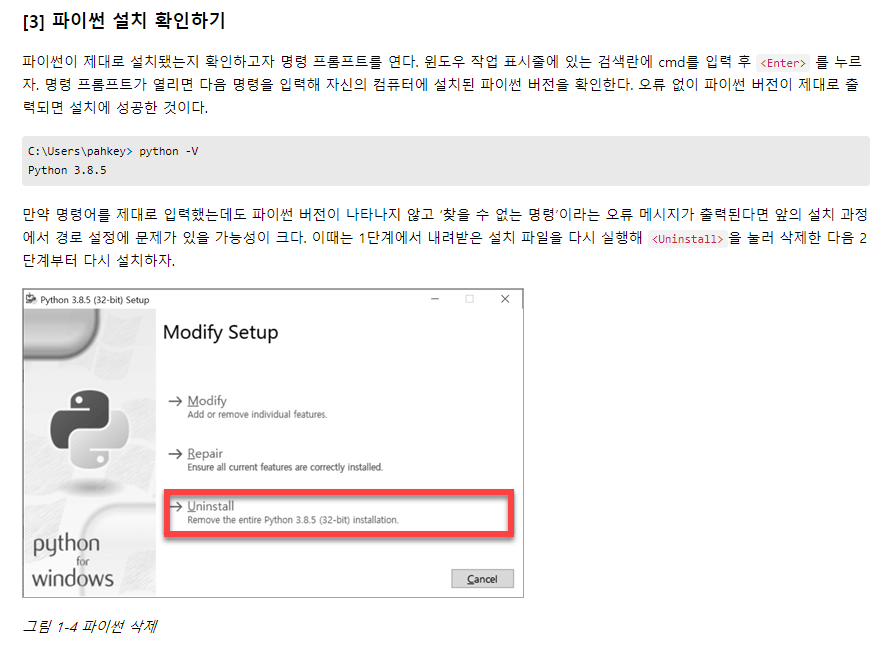 [3] 파이썬 설치 확인하기
파이썬이 제대로 설치됐는지 확인하고자 명령 프롬프트를 연다. 윈도우 작업 표시줄에 있는 검색란에 cmd를 입력 후 <Enter> 를 누르
자. 명령 프롬프트가 열리면 다음 명령을 입력해 자신의 컴퓨터에 설치된 파이썬 버전을 확인한다. 오류 없이 파이썬 버전이 제대로 출
력되면 설치에 성공한 것이다.
C:\Users\pahkey> python -V
Python 3.8.5
만약 명령어를 제대로 입력했는데도 파이썬 버전이 나타나지 않고 '찾을 수 없는 명령'이라는 오류 메시지가 출력된다면 앞의 설치 과정
에서 경로 설정에 문제가 있을 가능성이 크다. 이때는 1단계에서 내려받은 설치 파일을 다시 실행해 <Uninstall> 을 눌러 삭제한 다음 2
단계부터 다시 설치하자.
Python 3.8.5 (32-bit) Setup
Modify Setup
Modify
Add or remove individual features.
Repair
Ensure all current features are correctly installed.
Uninstall
Remove the entire Python 3.8.5 (32-bit) installation.
python
for
windows
Cancel
그림 1-4 파이썬 삭제